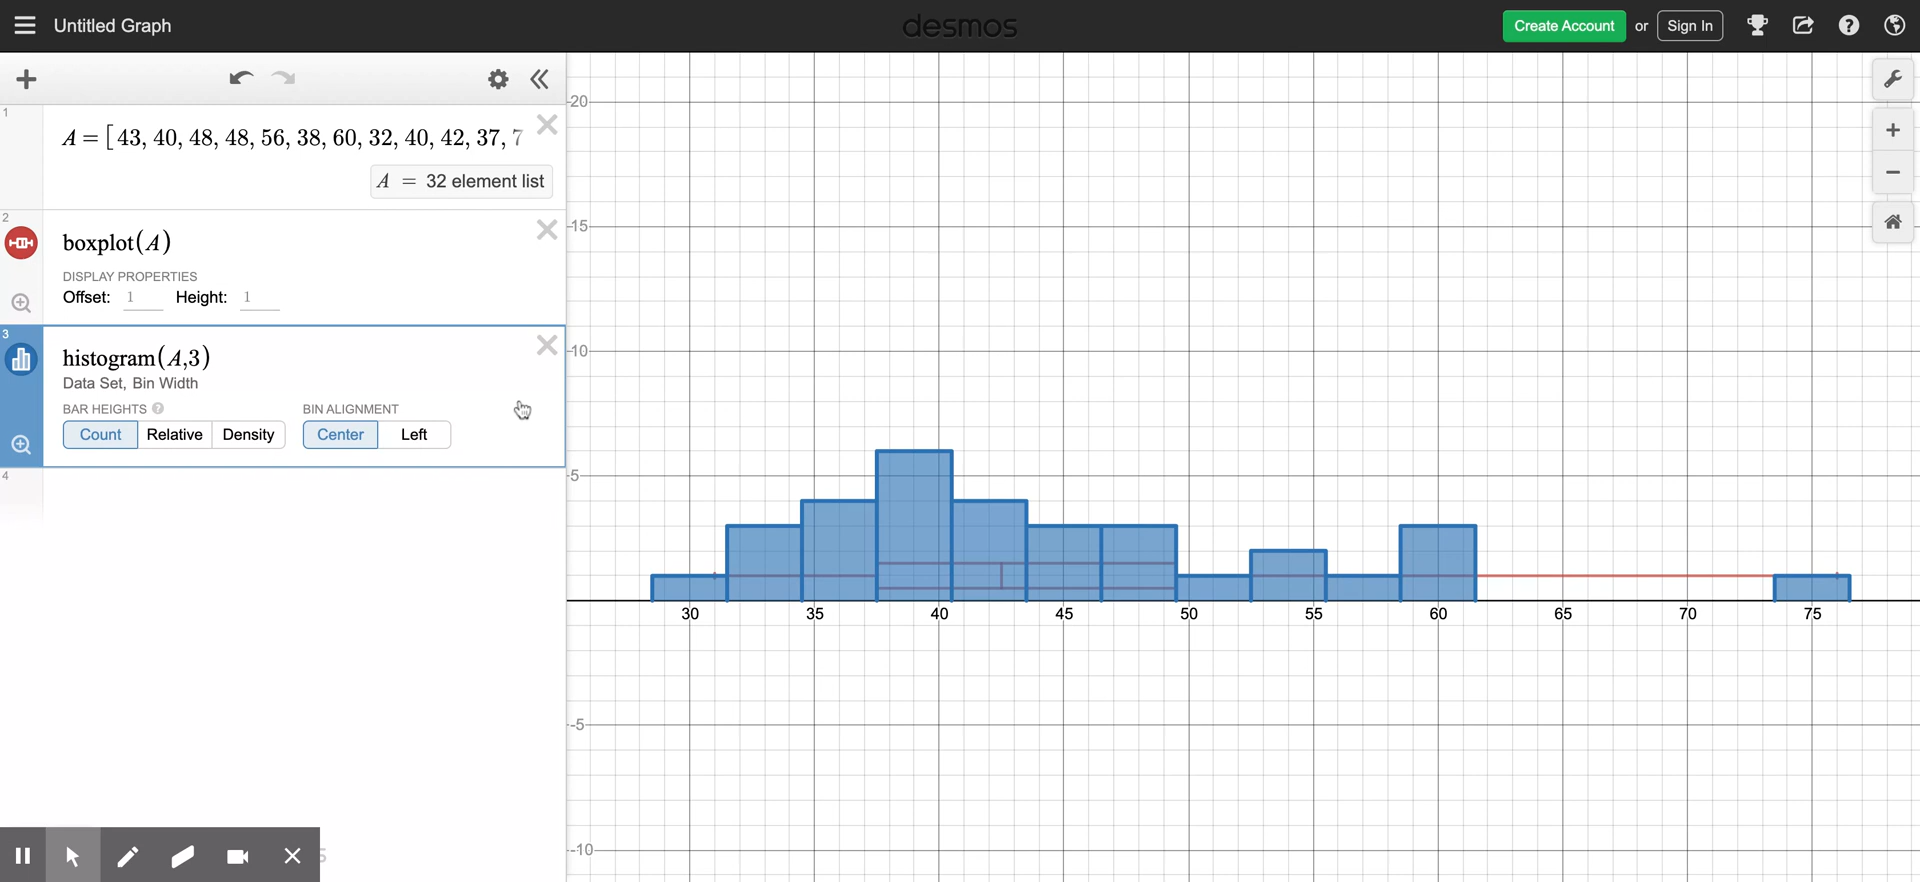 Untitled Graph
desmos
Create Account or Sign In
1
A = [43, 40, 48, 48, 56, 38, 60, 32, 40, 42, 37, 7
A = 32 element list
2
boxplot(A)
DISPLAY PROPERTIES
Offset: 1 Height: 1
3
histogram(A,3)
Data Set, Bin Width
BAR HEIGHTS ? BIN ALIGNMENT
Count Relative Density Center Left
4
20
15
10
5
30 35 40 45 50 55 60 65 70 75
-5
-10